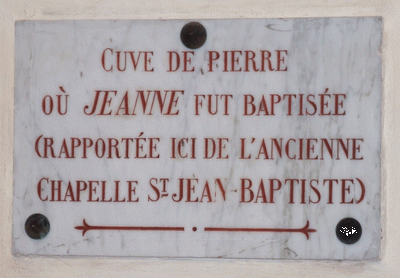 CUVE DE PIERRE
OÙ JEANNE FUT BAPTISÉE
(RAPPORTÉE ICI DE L'ANCIENNE
CHAPELLE ST JEAN-BAPTISTE)